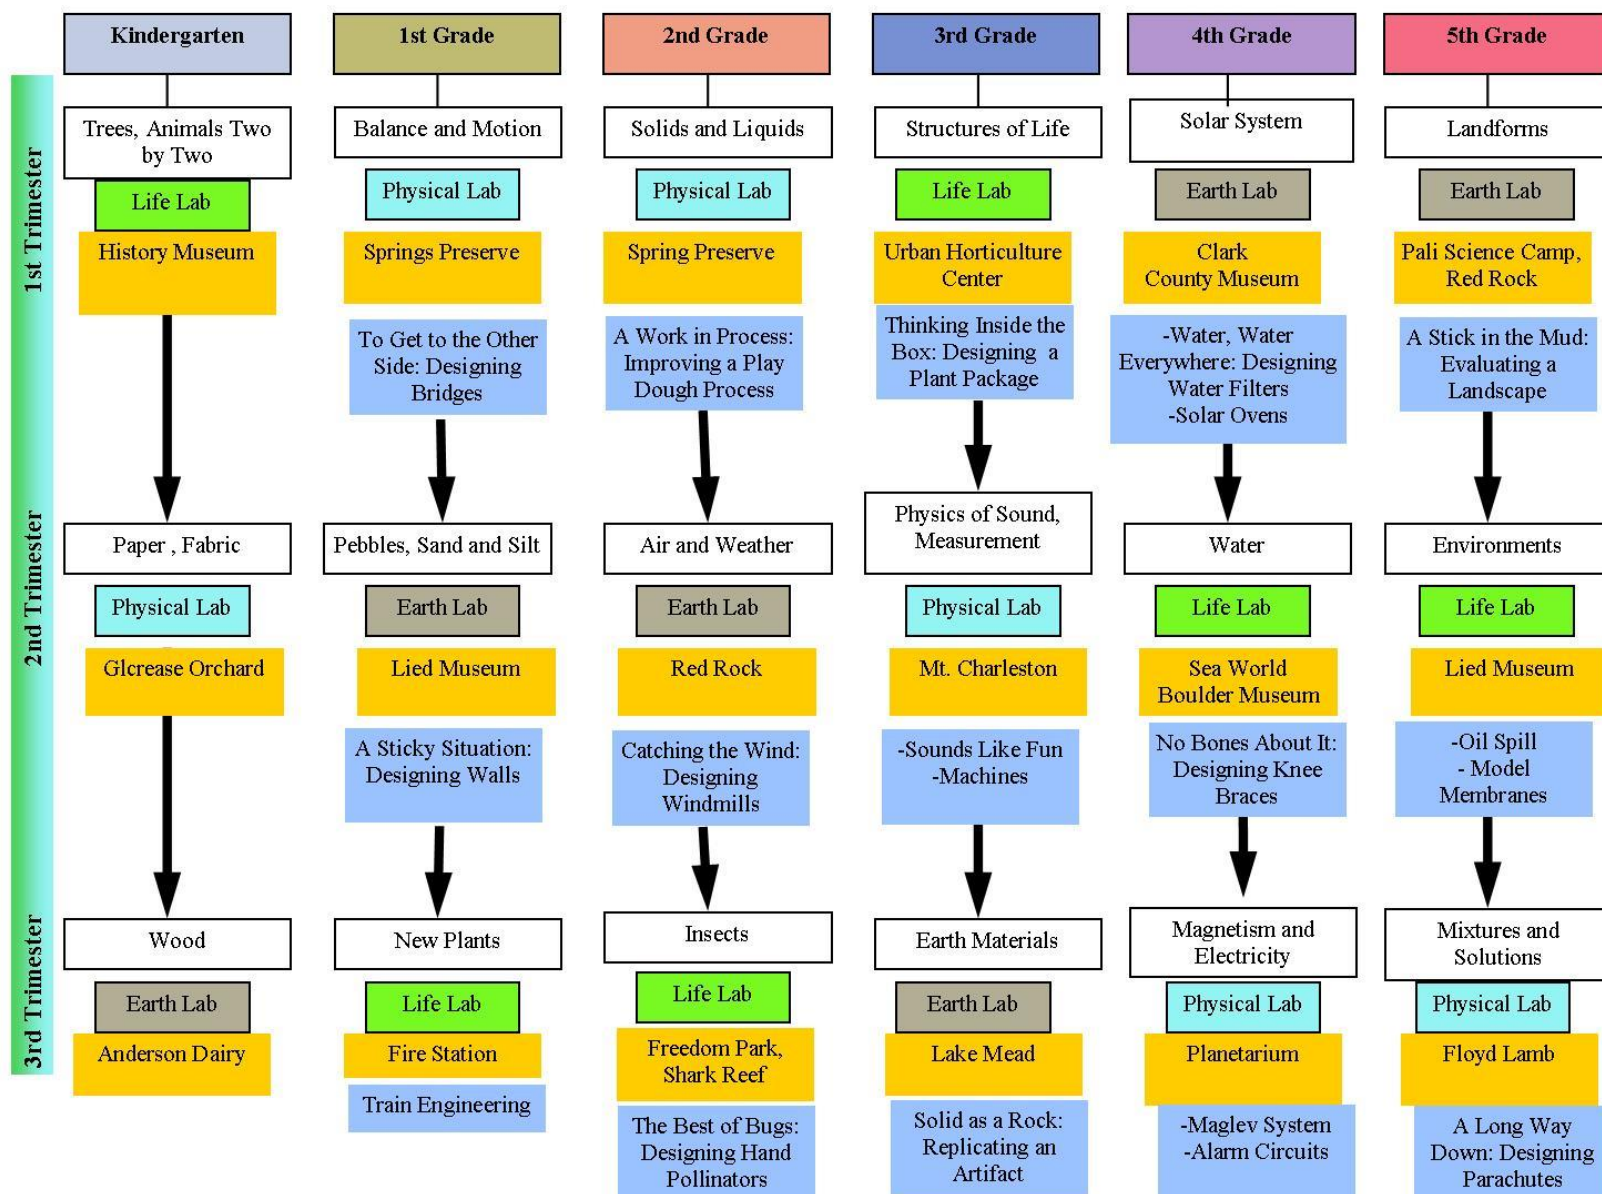 Kindergarten
1st Grade
2nd Grade
3rd Grade
4th Grade
5th Grade
1st Trimester
Trees, Animals Two
by Two
Balance and Motion
Solids and Liquids
Structures of Life
Solar System
Landforms
Life Lab
Physical Lab
Physical Lab
Life Lab
Earth Lab
Earth Lab
History Museum
Springs Preserve
Spring Preserve
Urban Horticulture
Center
Clark
County Museum
Pali Science Camp,
Red Rock
To Get to the Other
Side: Designing
Bridges
A Work in Process:
Improving a Play
Dough Process
Thinking Inside the
Box: Designing a
Plant Package
-Water, Water
Everywhere: Designing
Water Filters
-Solar Ovens
A Stick in the Mud:
Evaluating a
Landscape
2nd Trimester
Paper , Fabric
Pebbles, Sand and Silt
Air and Weather
Physics of Sound,
Measurement
Water
Environments
Physical Lab
Earth Lab
Earth Lab
Physical Lab
Life Lab
Life Lab
Glcrease Orchard
Lied Museum
Red Rock
Mt. Charleston
Sea World
Boulder Museum
Lied Museum
A Sticky Situation:
Designing Walls
Catching the Wind:
Designing
Windmills
-Sounds Like Fun
-Machines
No Bones About It:
Designing Knee
Braces
-Oil Spill
- Model
Membranes
3rd Trimester
Wood
New Plants
Insects
Earth Materials
Magnetism and
Electricity
Mixtures and
Solutions
Earth Lab
Life Lab
Life Lab
Earth Lab
Physical Lab
Physical Lab
Anderson Dairy
Fire Station
Freedom Park,
Shark Reef
Lake Mead
Planetarium
Floyd Lamb
Train Engineering
The Best of Bugs:
Designing Hand
Pollinators
Solid as a Rock:
Replicating an
Artifact
-Maglev System
-Alarm Circuits
A Long Way
Down: Designing
Parachutes